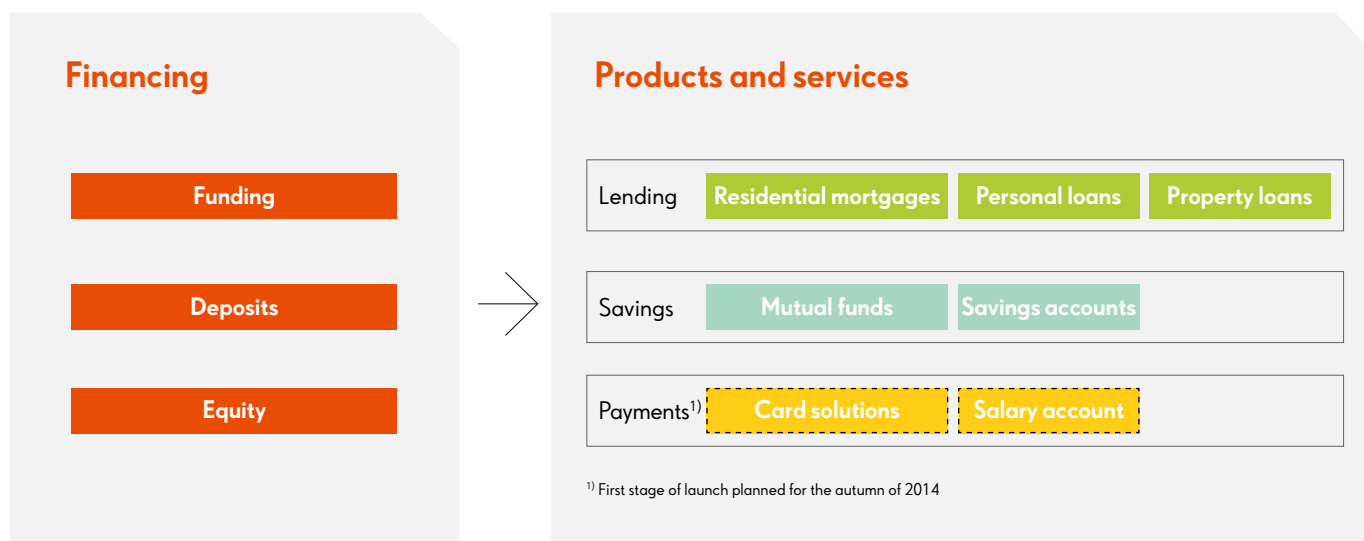 Financing
Funding
Deposits
Equity
Products and services
Lending Residential mortgages Personal loans Property loans
Savings Mutual funds Savings accounts
Payments¹⁾ Card solutions Salary account
¹⁾ First stage of launch planned for the autumn of 2014